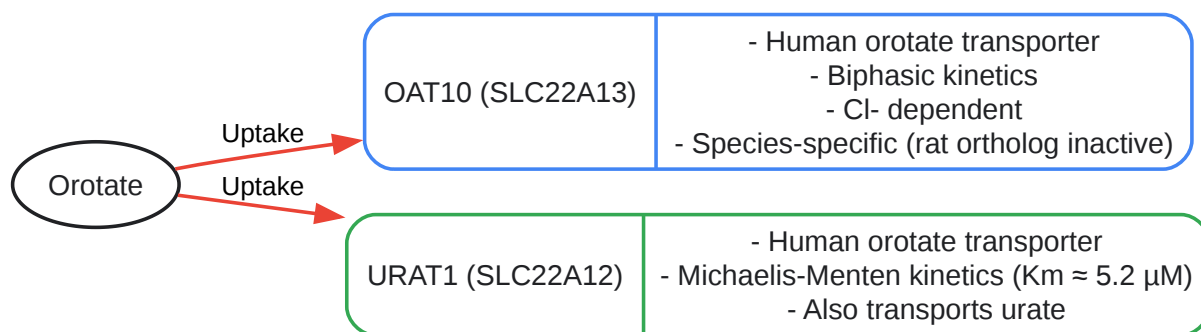 Orotate
Uptake
Uptake
OAT10 (SLC22A13)
- Human orotate transporter
- Biphasic kinetics
- Cl- dependent
- Species-specific (rat ortholog inactive)
URAT1 (SLC22A12)
- Human orotate transporter
- Michaelis-Menten kinetics (Km ≈ 5.2 µM)
- Also transports urate